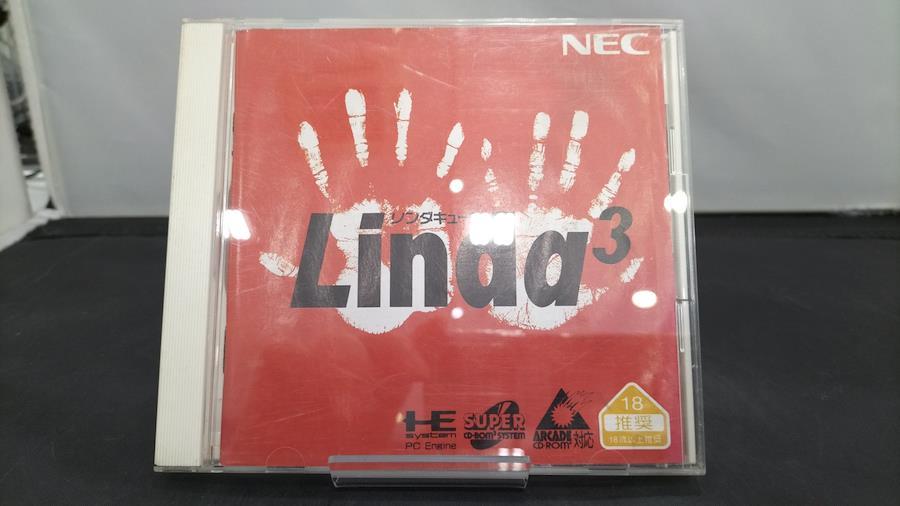 NEC
リンダキュー
Linda³
HE
system
PC Engine
SUPER
CD-ROM² SYSTEM
ARCADE
CD-ROM²
対応
18
推奨
18歳以上推奨